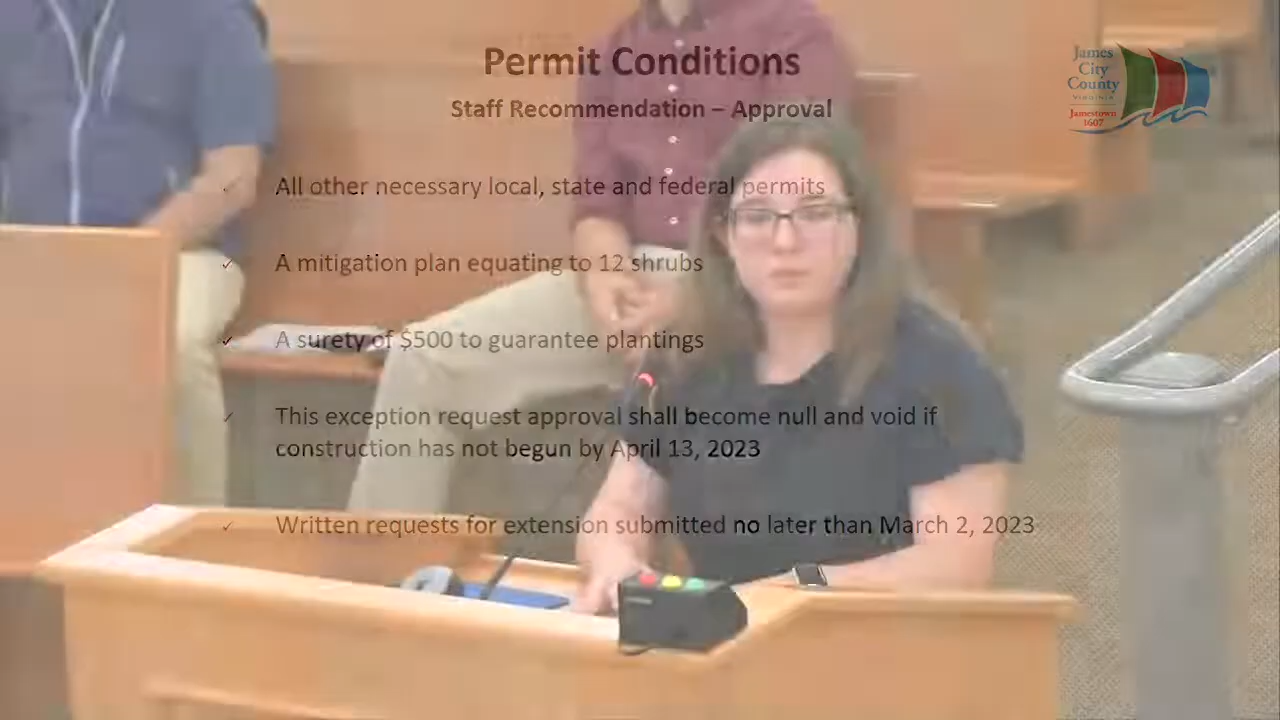 Permit Conditions
Staff Recommendation – Approval
James
City
County
VIRGINIA
Jamestown
1607
✓ All other necessary local, state and federal permits
✓ A mitigation plan equating to 12 shrubs
✓ A surety of $500 to guarantee plantings
✓ This exception request approval shall become null and void if
construction has not begun by April 13, 2023
✓ Written requests for extension submitted no later than March 2, 2023